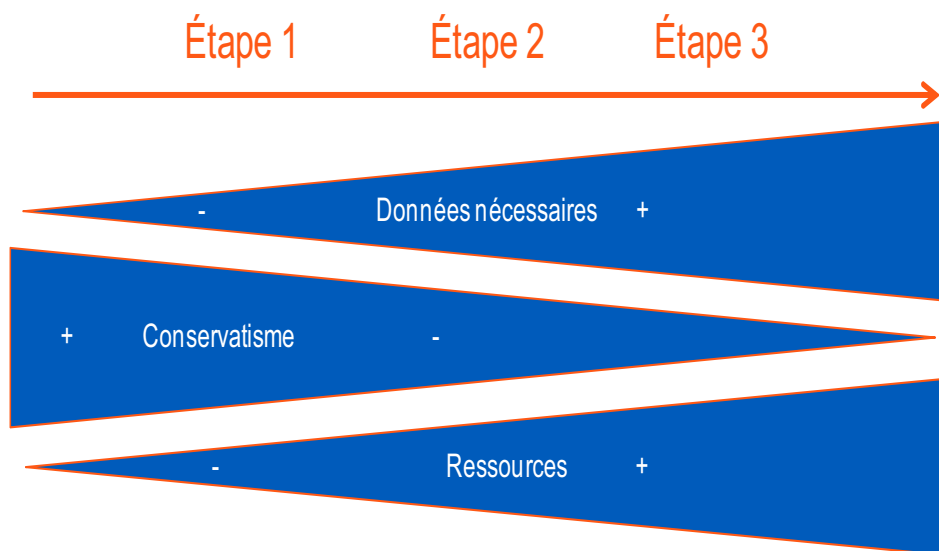 Étape 1 Étape 2 Étape 3
- Données nécessaires +
+ Conservatisme -
- Ressources +